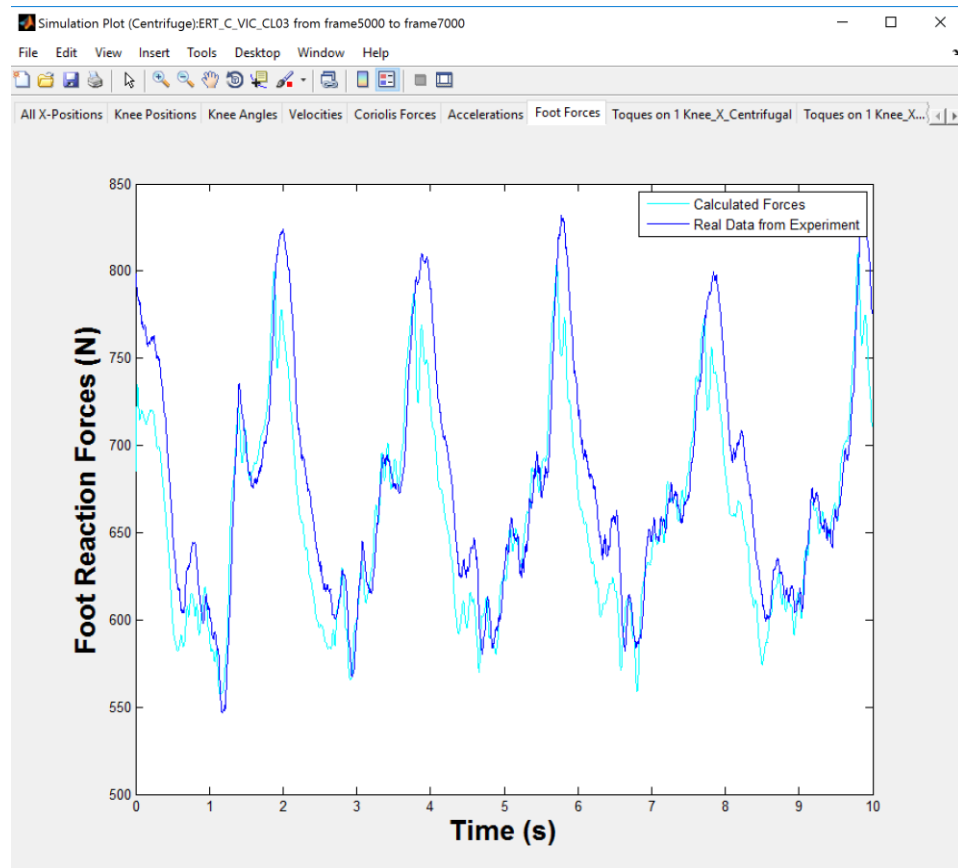 Simulation Plot (Centrifuge):ERT_C_VIC_CL03 from frame5000 to frame7000
File Edit View Insert Tools Desktop Window Help
All X-Positions Knee Positions Knee Angles Velocities Coriolis Forces Accelerations Foot Forces Toques on 1 Knee_X_Centrifugal Toques on 1 Knee_X...
Calculated Forces
Real Data from Experiment
Foot Reaction Forces (N)
850
800
750
700
650
600
550
500
0 1 2 3 4 5 6 7 8 9 10
Time (s)